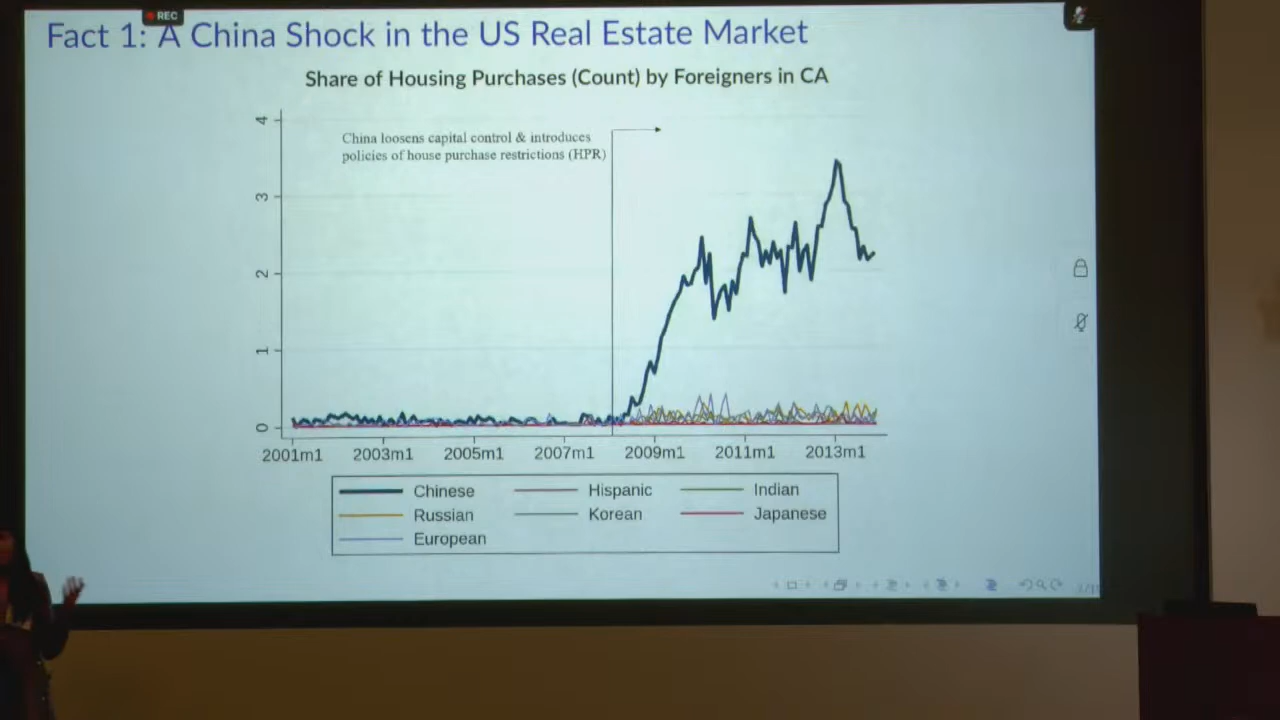 REC
Fact 1: A China Shock in the US Real Estate Market
Share of Housing Purchases (Count) by Foreigners in CA
China loosens capital control & introduces
policies of house purchase restrictions (HPR)
4
3
2
1
0
2001m1 2003m1 2005m1 2007m1 2009m1 2011m1 2013m1
Chinese Hispanic Indian
Russian Korean Japanese
European